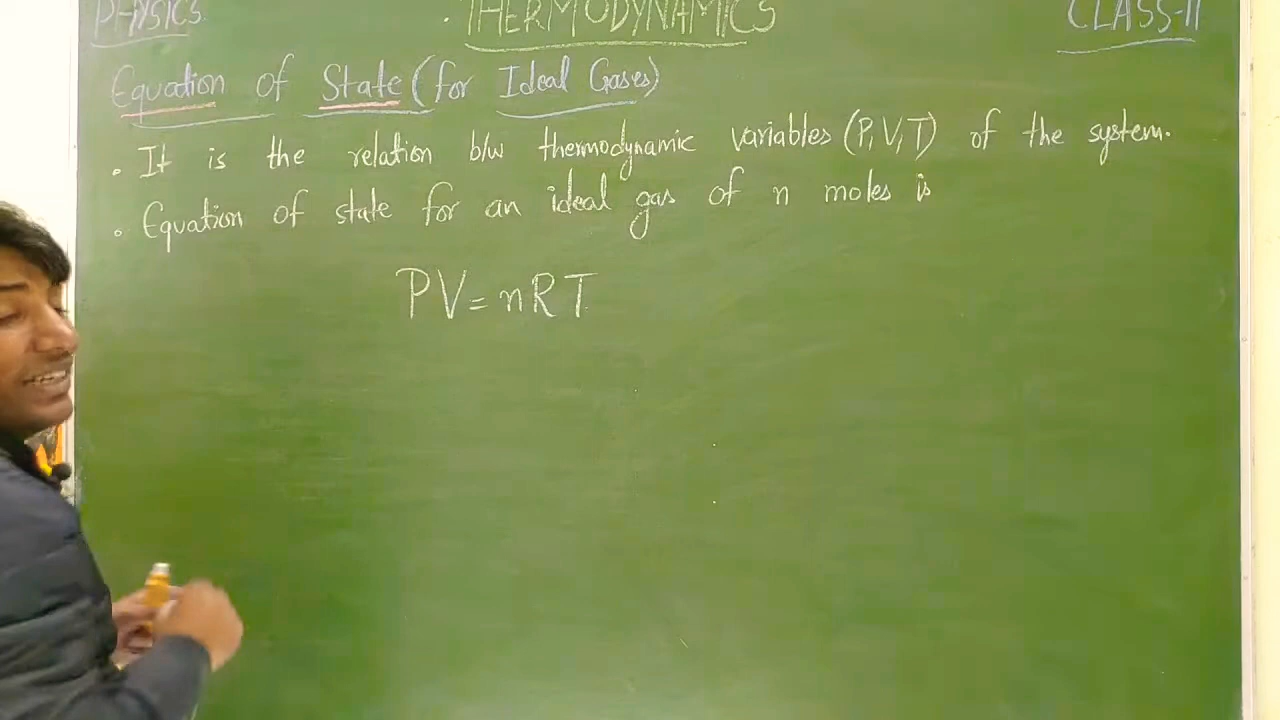 PHYSICS
THERMODYNAMICS
CLASS-11
Equation of State (for Ideal Gases)
• It is the relation b/w thermodynamic variables (P,V,T) of the system.
• Equation of state for an ideal gas of n moles is
PV = nRT